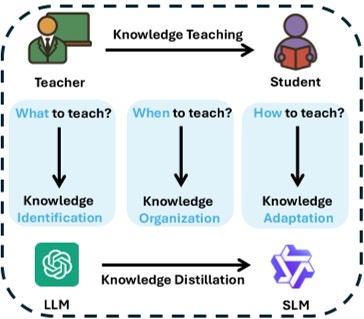 Knowledge Teaching
Teacher
Student
What to teach?
When to teach?
How to teach?
Knowledge
Identification
Knowledge
Organization
Knowledge
Adaptation
Knowledge Distillation
LLM
SLM